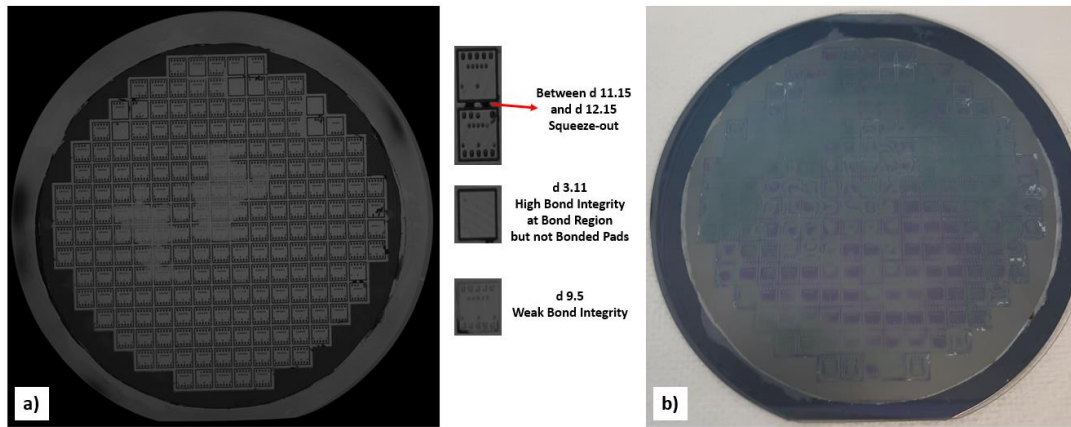 Between d 11.15
and d 12.15
Squeeze-out
d 3.11
High Bond Integrity
at Bond Region
but not Bonded Pads
d 9.5
Weak Bond Integrity
a)
b)